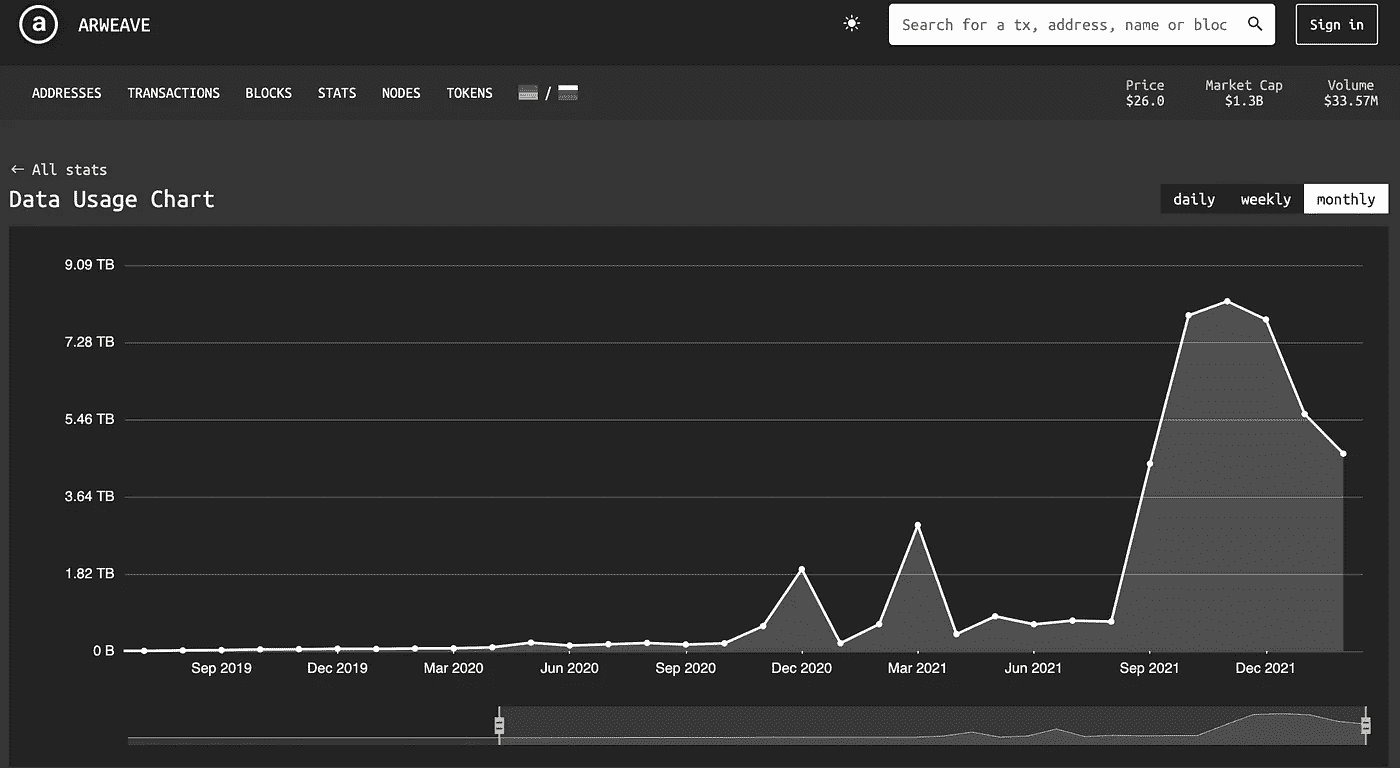 a ARWEAVE
Search for a tx, address, name or bloc
Sign in
ADDRESSES TRANSACTIONS BLOCKS STATS NODES TOKENS /
Price Market Cap Volume
$26.0 $1.3B $33.57M
← All stats
Data Usage Chart
daily weekly monthly
9.09 TB
7.28 TB
5.46 TB
3.64 TB
1.82 TB
0 B
Sep 2019 Dec 2019 Mar 2020 Jun 2020 Sep 2020 Dec 2020 Mar 2021 Jun 2021 Sep 2021 Dec 2021